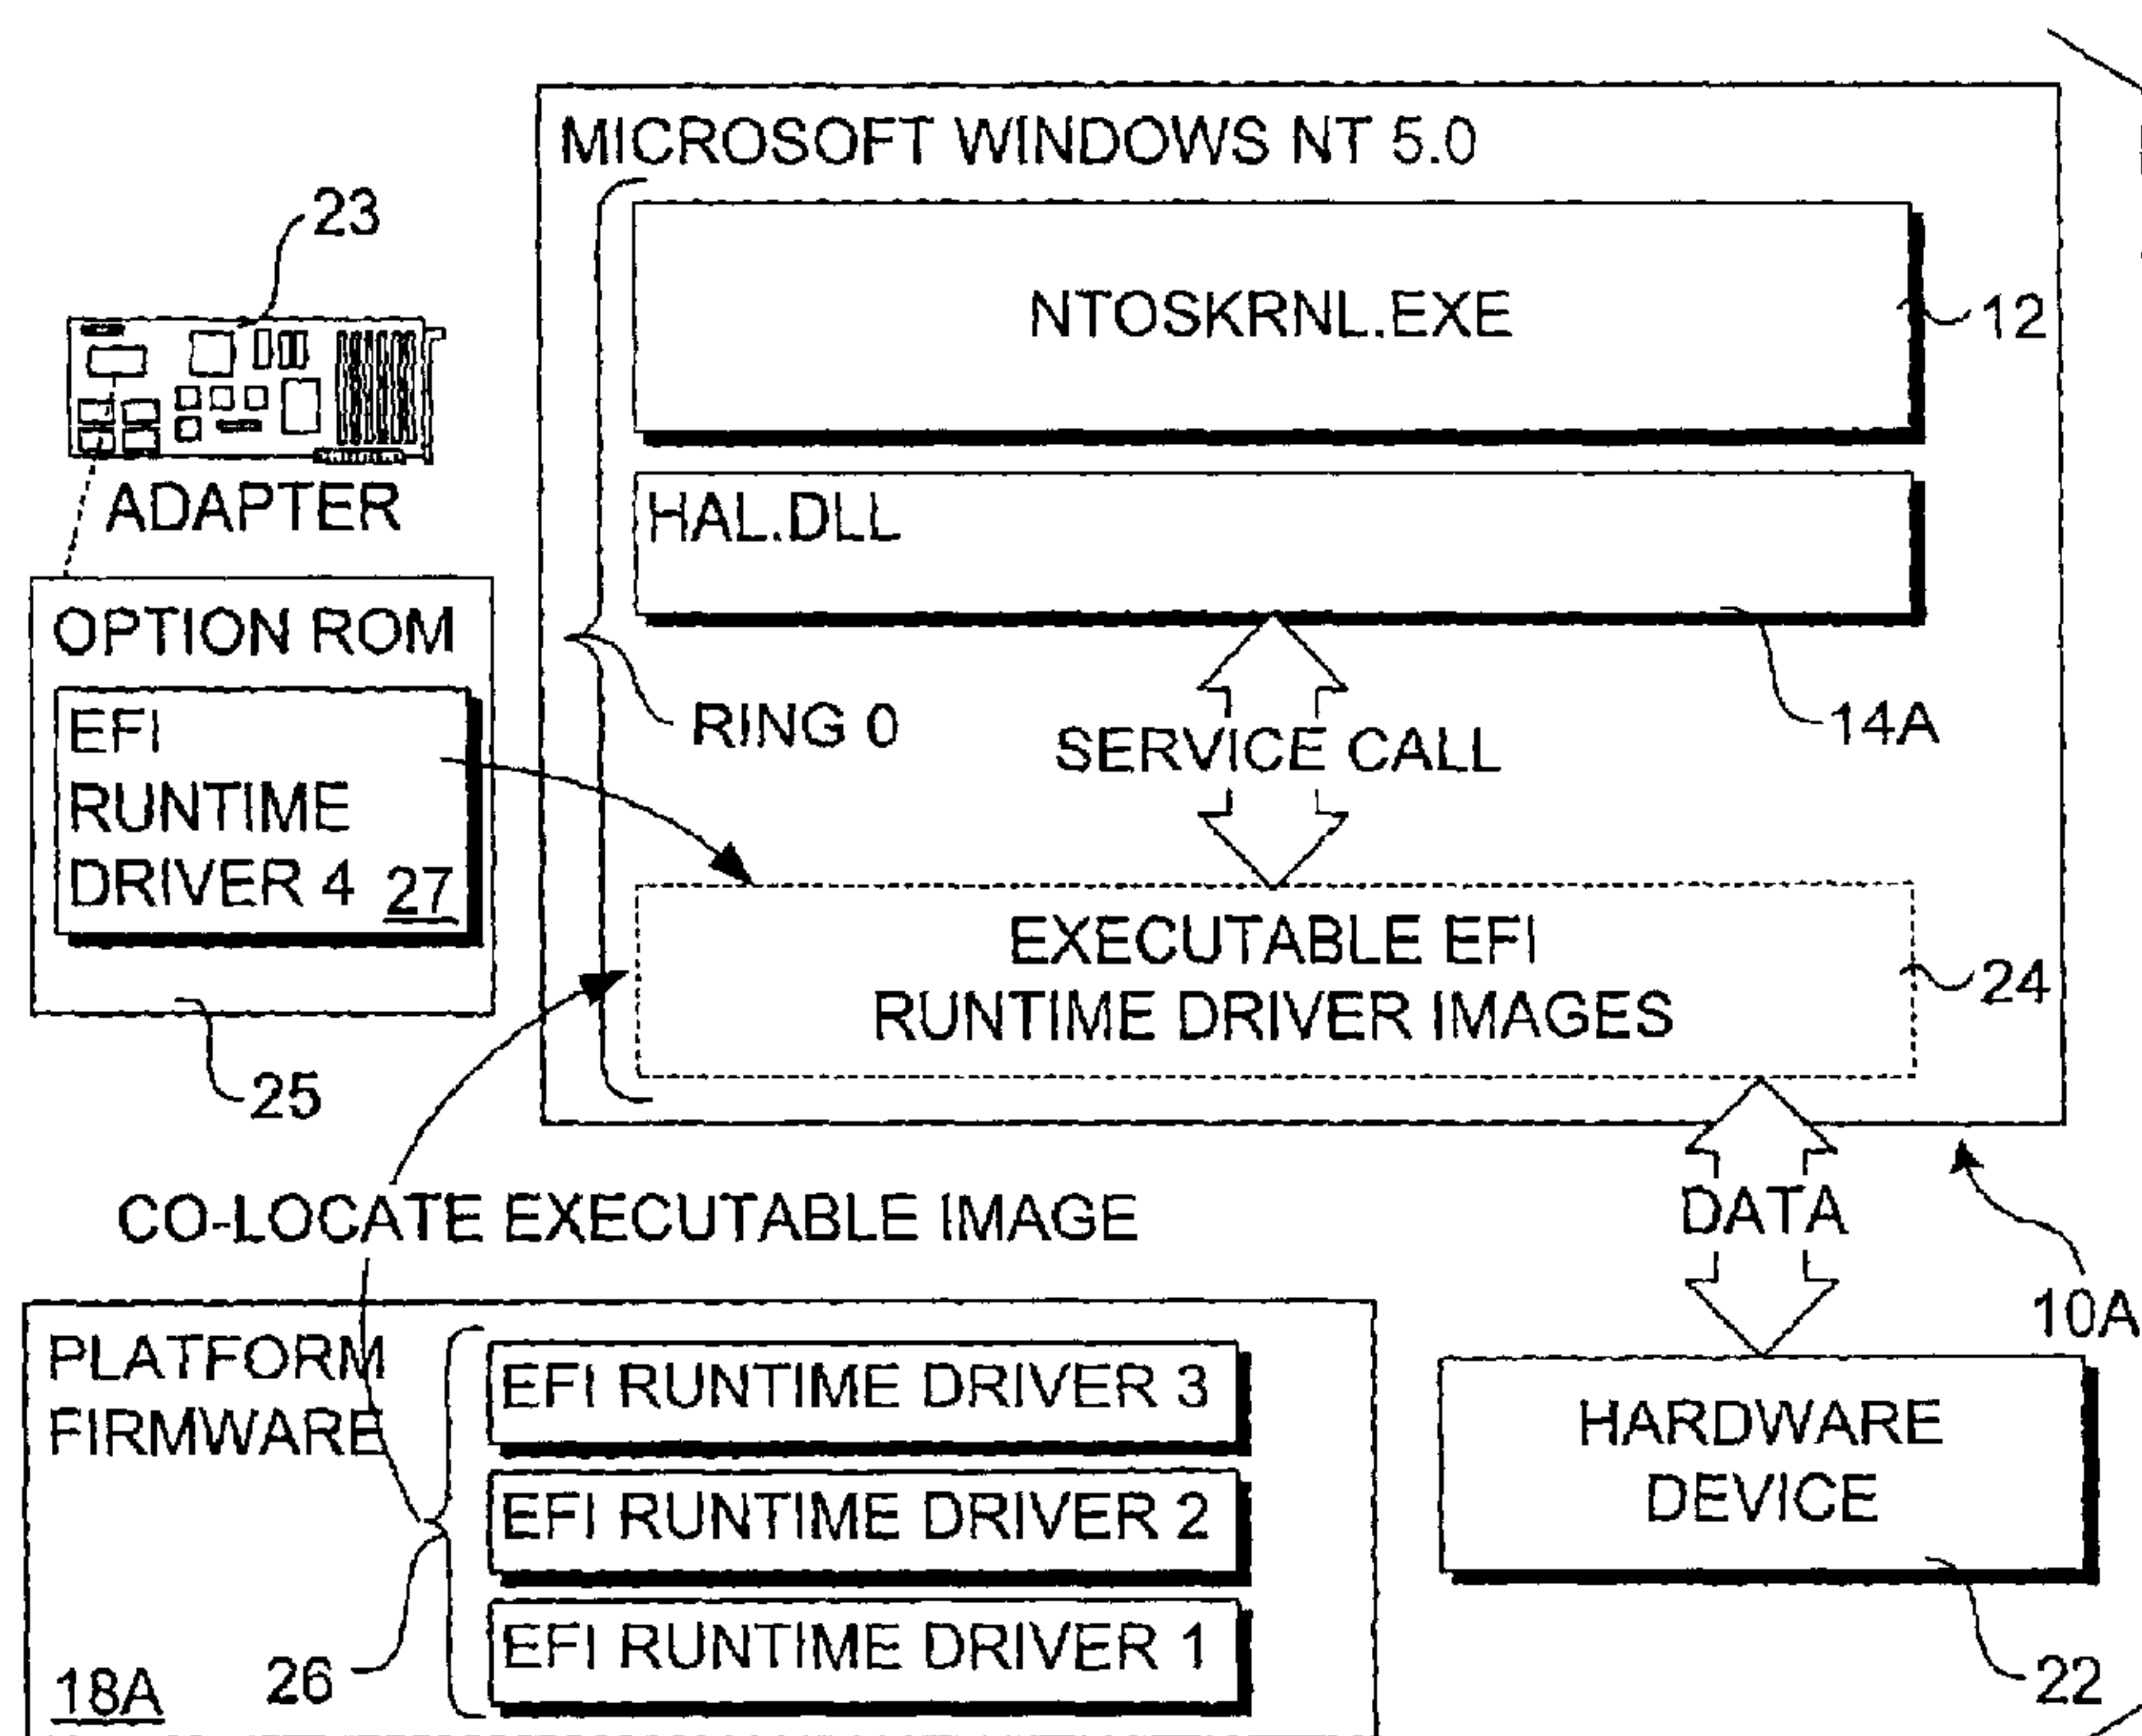 MICROSOFT WINDOWS NT 5.0
23
NTOSKRNL.EXE
12
ADAPTER
HAL.DLL
14A
OPTION ROM
EFI
RUNTIME
DRIVER 4 27
25
RING 0
SERVICE CALL
EXECUTABLE EFI
RUNTIME DRIVER IMAGES
24
CO-LOCATE EXECUTABLE IMAGE
DATA
10A
PLATFORM
FIRMWARE
EFI RUNTIME DRIVER 3
EFI RUNTIME DRIVER 2
EFI RUNTIME DRIVER 1
26
18A
HARDWARE
DEVICE
22